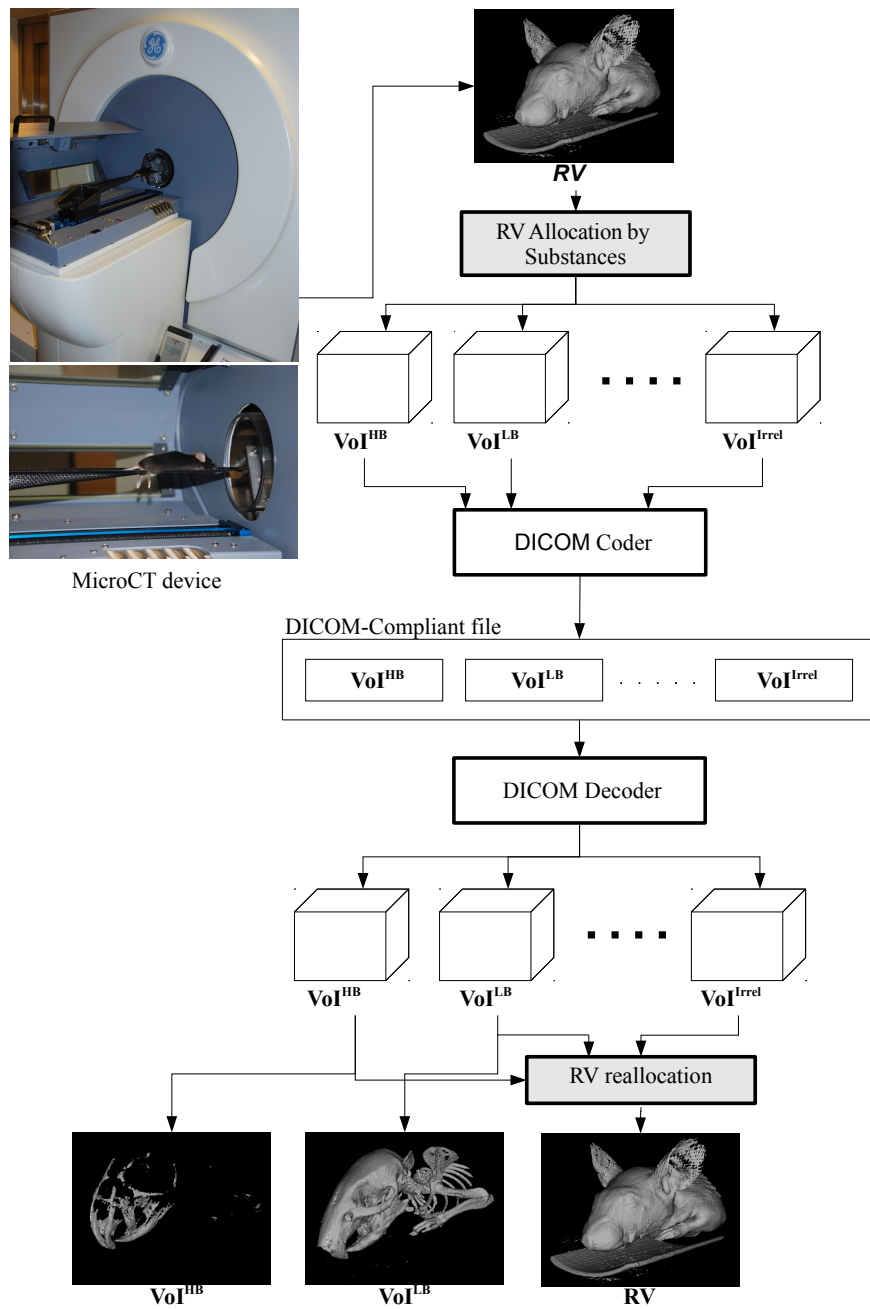 GE
RV
RV Allocation by
Substances
VoI^HB VoI^LB VoI^Irrel
DICOM Coder
MicroCT device
DICOM-Compliant file
VoI^HB VoI^LB . . . . . VoI^Irrel
DICOM Decoder
VoI^HB VoI^LB VoI^Irrel
RV reallocation
VoI^HB VoI^LB RV